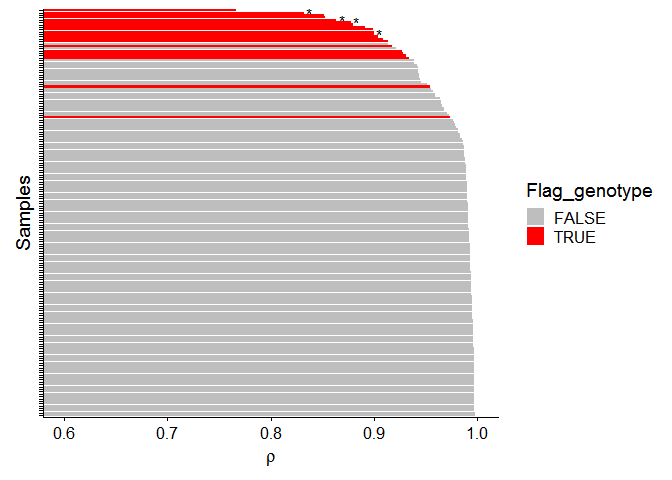 *
*
*
*
Samples
0.6 0.7 0.8 0.9 1.0
ρ
Flag_genotype
FALSE
TRUE